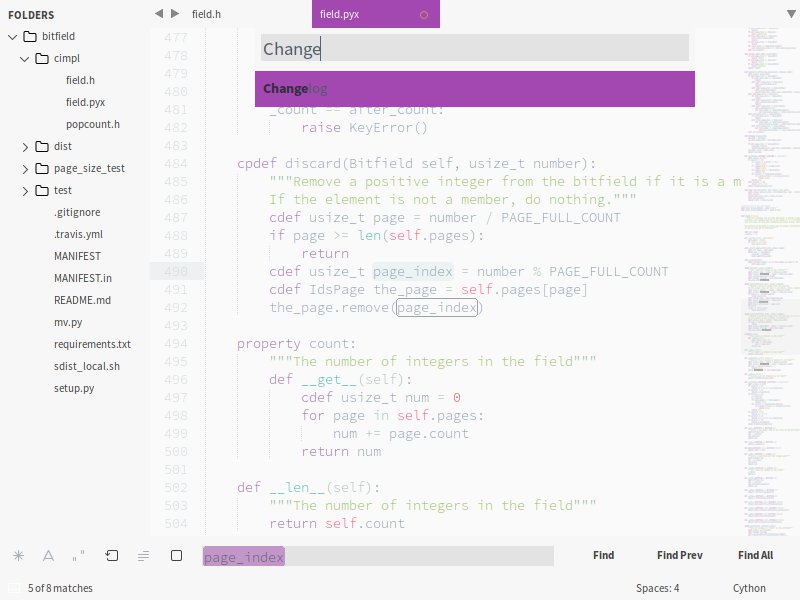 FOLDERS
bitfield
cimpl
field.h
field.pyx
popcount.h
dist
page_size_test
test
.gitignore
.travis.yml
MANIFEST
MANIFEST.in
README.md
mv.py
requirements.txt
sdist_local.sh
setup.py
field.h
field.pyx
Change
Changelog
477
478
479
480
481 _count == after_count:
482 raise KeyError()
483
484 cpdef discard(Bitfield self, usize_t number):
485 """Remove a positive integer from the bitfield if it is a m
486 If the element is not a member, do nothing."""
487 cdef usize_t page = number / PAGE_FULL_COUNT
488 if page >= len(self.pages):
489 return
490 cdef usize_t page_index = number % PAGE_FULL_COUNT
491 cdef IdsPage the_page = self.pages[page]
492 the_page.remove(page_index)
493
494 property count:
495 """The number of integers in the field"""
496 def __get__(self):
497 cdef usize_t num = 0
498 for page in self.pages:
499 num += page.count
500 return num
501
502 def __len__(self):
503 """The number of integers in the field"""
504 return self.count
page_index
Find
Find Prev
Find All
5 of 8 matches
Spaces: 4
Cython